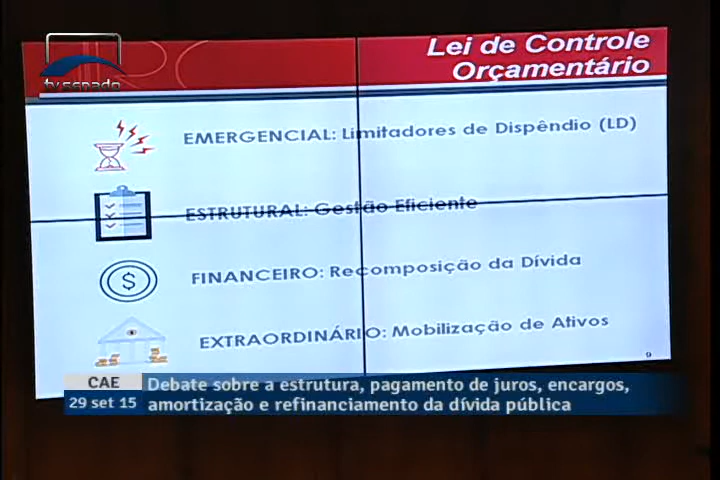 Lei de Controle
Orçamentário
tv senado
EMERGENCIAL: Limitadores de Dispêndio (LD)
ESTRUTURAL: Gestão Eficiente
$
FINANCEIRO: Recomposição da Dívida
EXTRAORDINÁRIO: Mobilização de Ativos
9
CAE
29 set 15
Debate sobre a estrutura, pagamento de juros, encargos,
amortização e refinanciamento da dívida pública